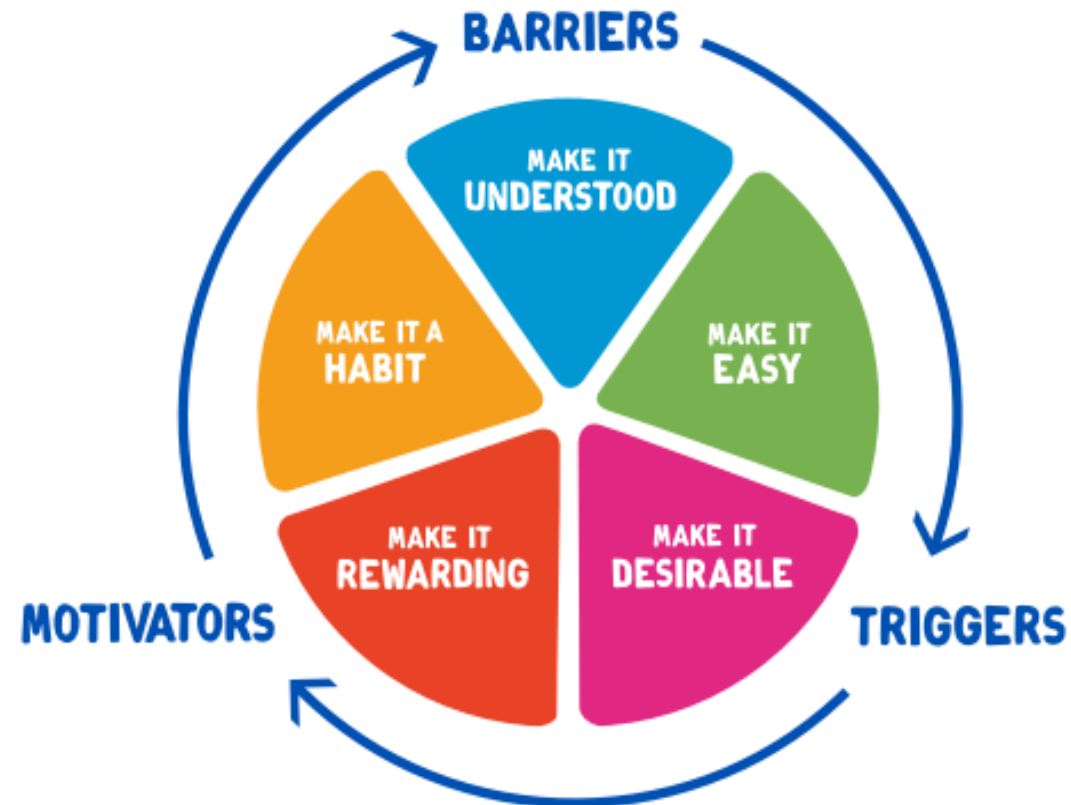 BARRIERS
MAKE IT
UNDERSTOOD
MAKE IT A
HABIT
MAKE IT
EASY
MAKE IT
REWARDING
MAKE IT
DESIRABLE
MOTIVATORS
TRIGGERS